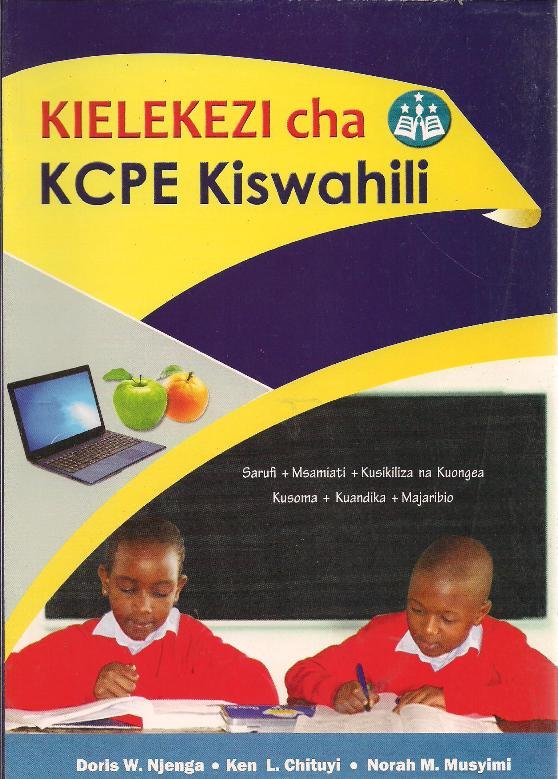 KIELEKEZI cha
KCPE Kiswahili
Sarufi + Msamiati + Kusikiliza na Kuongea
Kusoma + Kuandika + Majaribio
Doris W. Njenga • Ken L. Chituyi • Norah M. Musyimi